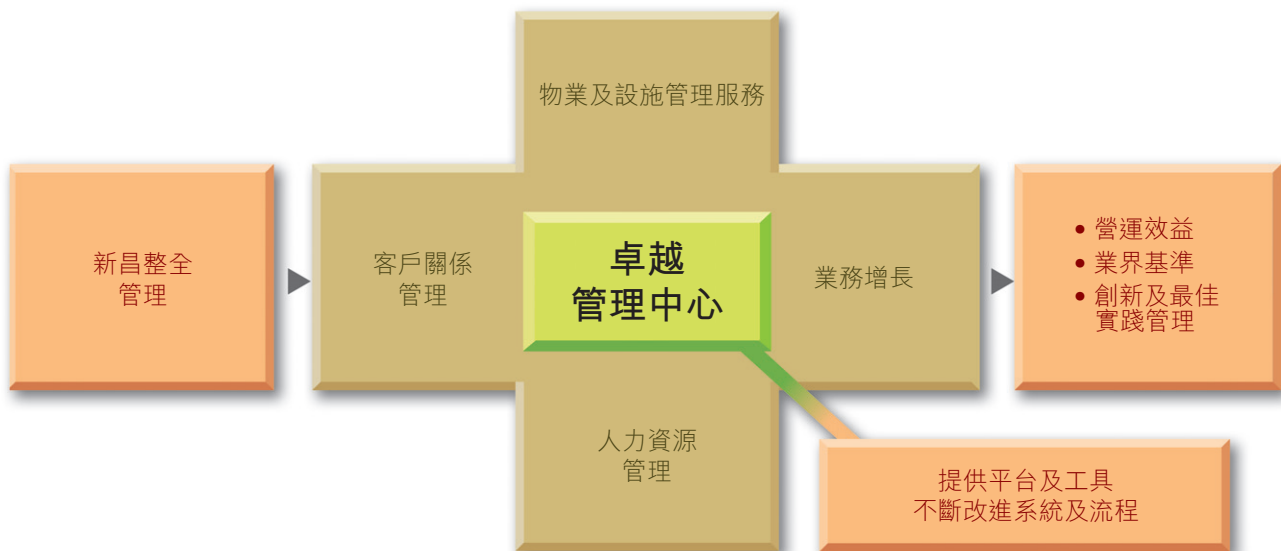 物業及設施管理服務
新昌整全
管理
客戶關係
管理
卓越
管理中心
業務增長
• 營運效益
• 業界基準
• 創新及最佳
實踐管理
人力資源
管理
提供平台及工具
不斷改進系統及流程